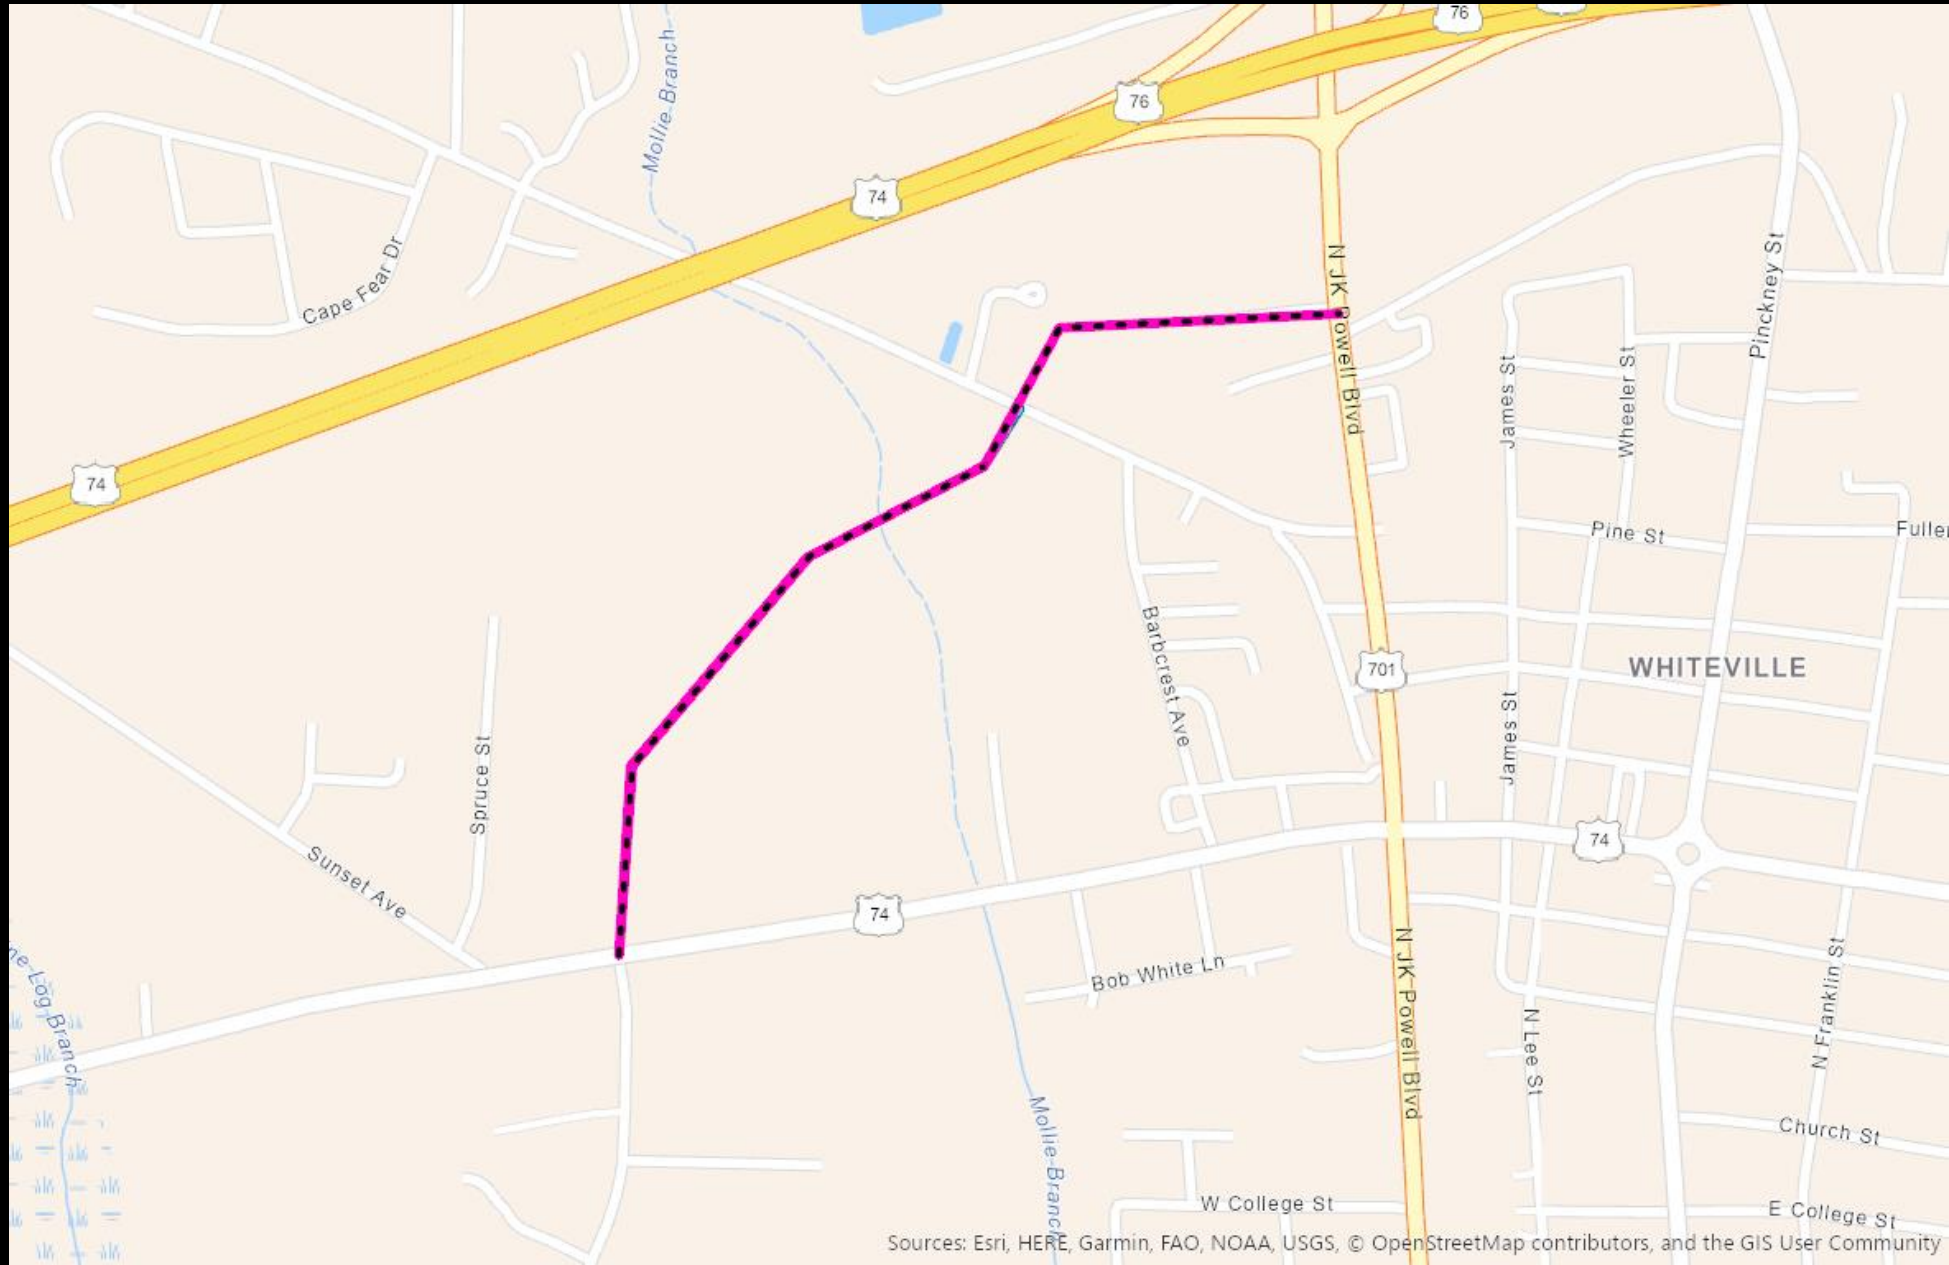 76
76
Mollie-Branch
74
Cape Fear Dr
N JK Powell Blvd
Pinckney St
James St
Wheeler St
74
Pine St
Fuller
Barbcrest Ave
701
WHITEVILLE
Spruce St
James St
Sunset Ave
74
74
Bob White Ln
N JK Powell Blvd
N Lee St
N Franklin St
ne-Log Branch
Mollie-Branch
Church St
W College St
E College St
Sources: Esri, HERE, Garmin, FAO, NOAA, USGS, © OpenStreetMap contributors, and the GIS User Community